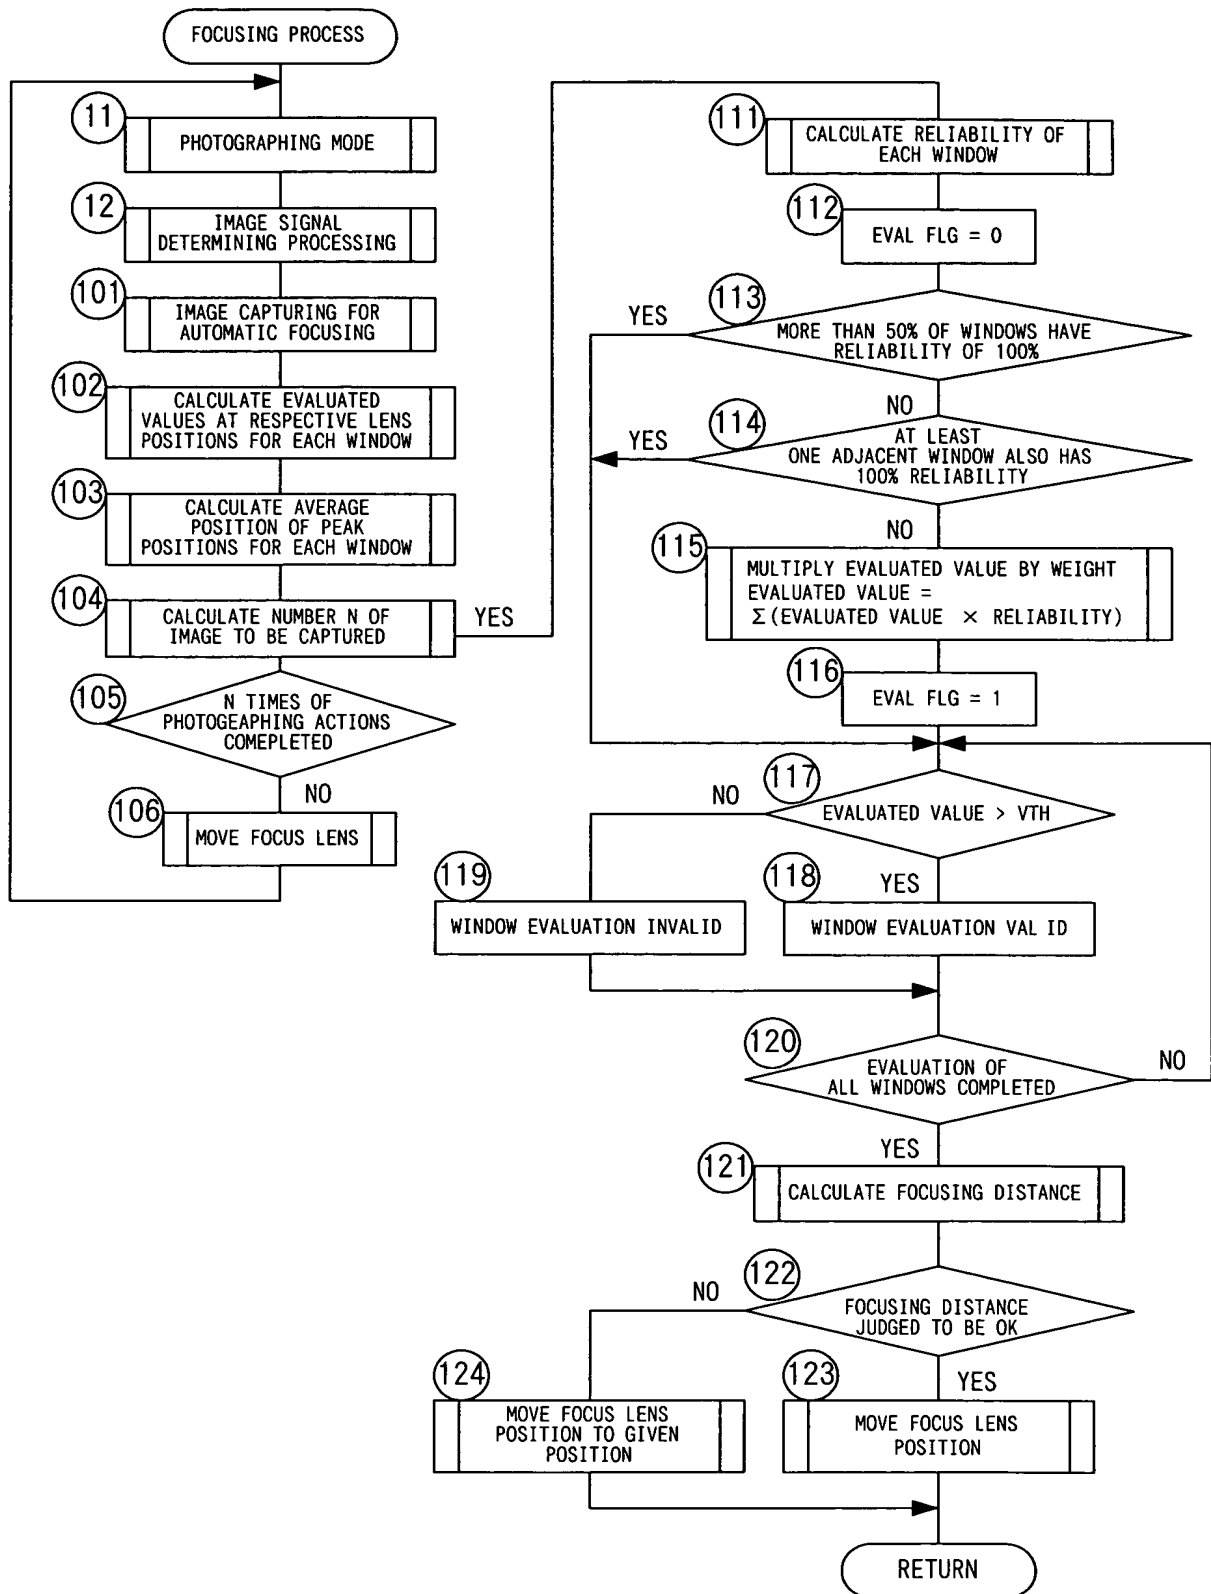 FOCUSING PROCESS
11
PHOTOGRAPHING MODE
12
IMAGE SIGNAL
DETERMINING PROCESSING
101
IMAGE CAPTURING FOR
AUTOMATIC FOCUSING
102
CALCULATE EVALUATED
VALUES AT RESPECTIVE LENS
POSITIONS FOR EACH WINDOW
103
CALCULATE AVERAGE
POSITION OF PEAK
POSITIONS FOR EACH WINDOW
104
CALCULATE NUMBER N OF
IMAGE TO BE CAPTURED
YES
105
N TIMES OF
PHOTOGEAPHING ACTIONS
COMEPLETED
NO
106
MOVE FOCUS LENS
111
CALCULATE RELIABILITY OF
EACH WINDOW
112
EVAL FLG = 0
113
YES
MORE THAN 50% OF WINDOWS HAVE
RELIABILITY OF 100%
NO
114
YES
AT LEAST
ONE ADJACENT WINDOW ALSO HAS
100% RELIABILITY
NO
115
MULTIPLY EVALUATED VALUE BY WEIGHT
EVALUATED VALUE =
Σ(EVALUATED VALUE × RELIABILITY)
116
EVAL FLG = 1
117
NO
EVALUATED VALUE > VTH
YES
119
WINDOW EVALUATION INVALID
118
WINDOW EVALUATION VAL ID
120
EVALUATION OF
ALL WINDOWS COMPLETED
NO
YES
121
CALCULATE FOCUSING DISTANCE
122
NO
FOCUSING DISTANCE
JUDGED TO BE OK
YES
124
MOVE FOCUS LENS
POSITION TO GIVEN
POSITION
123
MOVE FOCUS LENS
POSITION
RETURN